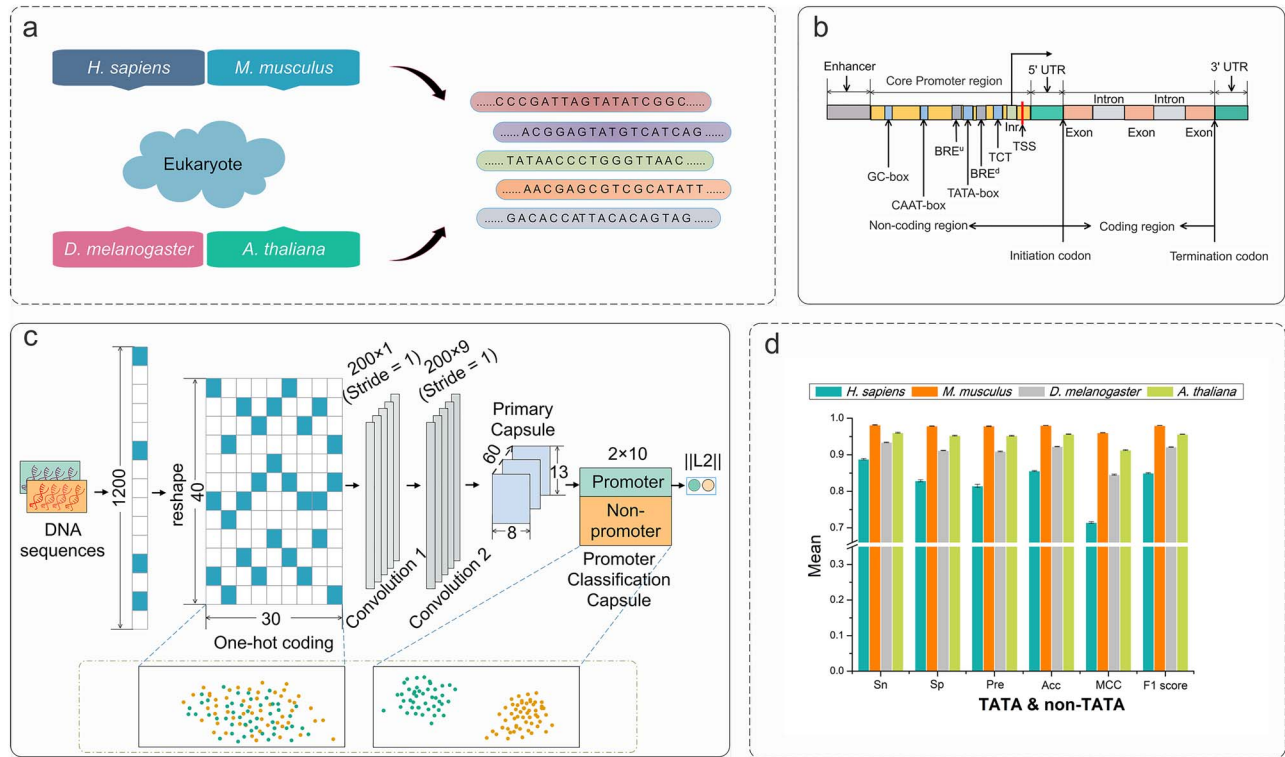 a
H. sapiens
M. musculus
Eukaryote
D. melanogaster
A. thaliana
...... CCCGATTAGTATATCGGC......
...... ACGGAGTATGTCATCAG ......
...... TATAACCCTGGGTTAAC ......
...... AACGAGCGTCGCATATT ......
...... GACACCATTACACAGTAG ......
b
Enhancer
Core Promoter region
5' UTR
3' UTR
Intron
Intron
Inr
Exon
Exon
Exon
TSS
TCT
BREᵘ
BREᵈ
GC-box
TATA-box
CAAT-box
Non-coding region
Coding region
Initiation codon
Termination codon
c
DNA
sequences
1200
reshape
40
30
One-hot coding
200×1
(Stride = 1)
Convolution 1
200×9
(Stride = 1)
Convolution 2
Primary
Capsule
60
13
8
2×10
Promoter
Non-
promoter
Promoter
Classification
Capsule
||L2||
d
H. sapiens M. musculus D. melanogaster A. thaliana
Mean
1.0
0.9
0.8
0.7
0.3
0.2
0.1
0.0
Sn Sp Pre Acc MCC F1 score
TATA & non-TATA